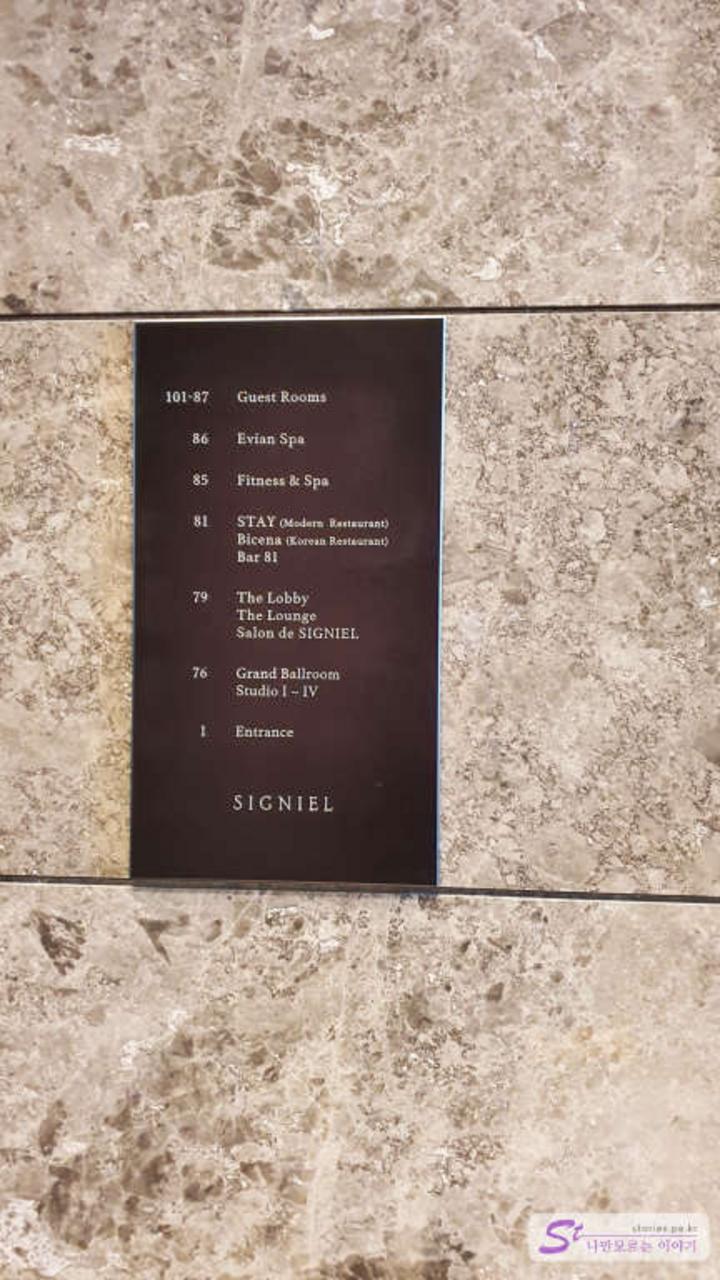 101-87 Guest Rooms
86 Evian Spa
85 Fitness & Spa
81 STAY (Modern Restaurant)
Bicena (Korean Restaurant)
Bar 81
79 The Lobby
The Lounge
Salon de SIGNIEL
76 Grand Ballroom
Studio I – IV
1 Entrance
SIGNIEL
St
stories.pe.kr
나만모르는 이야기